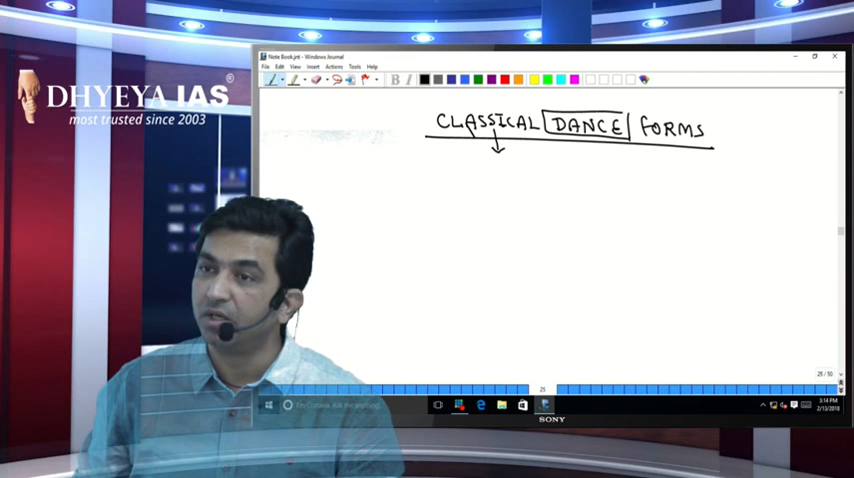 DHYEYA IAS®
most trusted since 2003
Note Book.jnt - Windows Journal
File Edit View Insert Actions Tools Help
B I
CLASSICAL DANCE FORMS
25 / 50
25
3:14 PM
2/13/2018
SONY